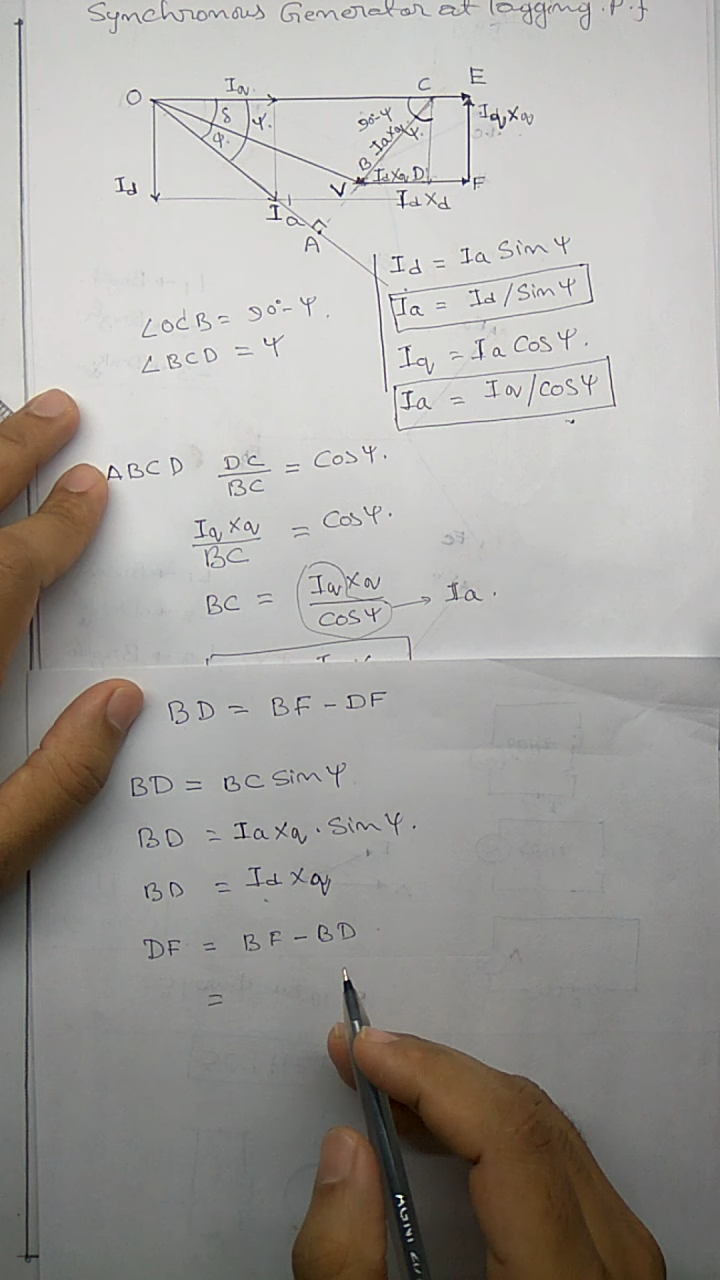 Synchronous Generator at lagging P.f
O Ia C E
δ ψ φ 90°-ψ ψ IqXq
B IaXq
Id Ia V IdXq D F
IdXd
A
Id = Ia Sin ψ
Ia = Id/Sin ψ
Iq = Ia Cos ψ.
Ia = Iq/cos ψ
∠OCB = 90°-ψ.
∠BCD = ψ
ABCD DC/BC = Cos ψ.
IqXq/BC = Cos ψ.
BC = IqXq/cos ψ → Ia.
BD = BF - DF
BD = BC Sin ψ
BD = IaXq . Sin ψ.
BD = IdXq
DF = BF - BD
=
AGNI